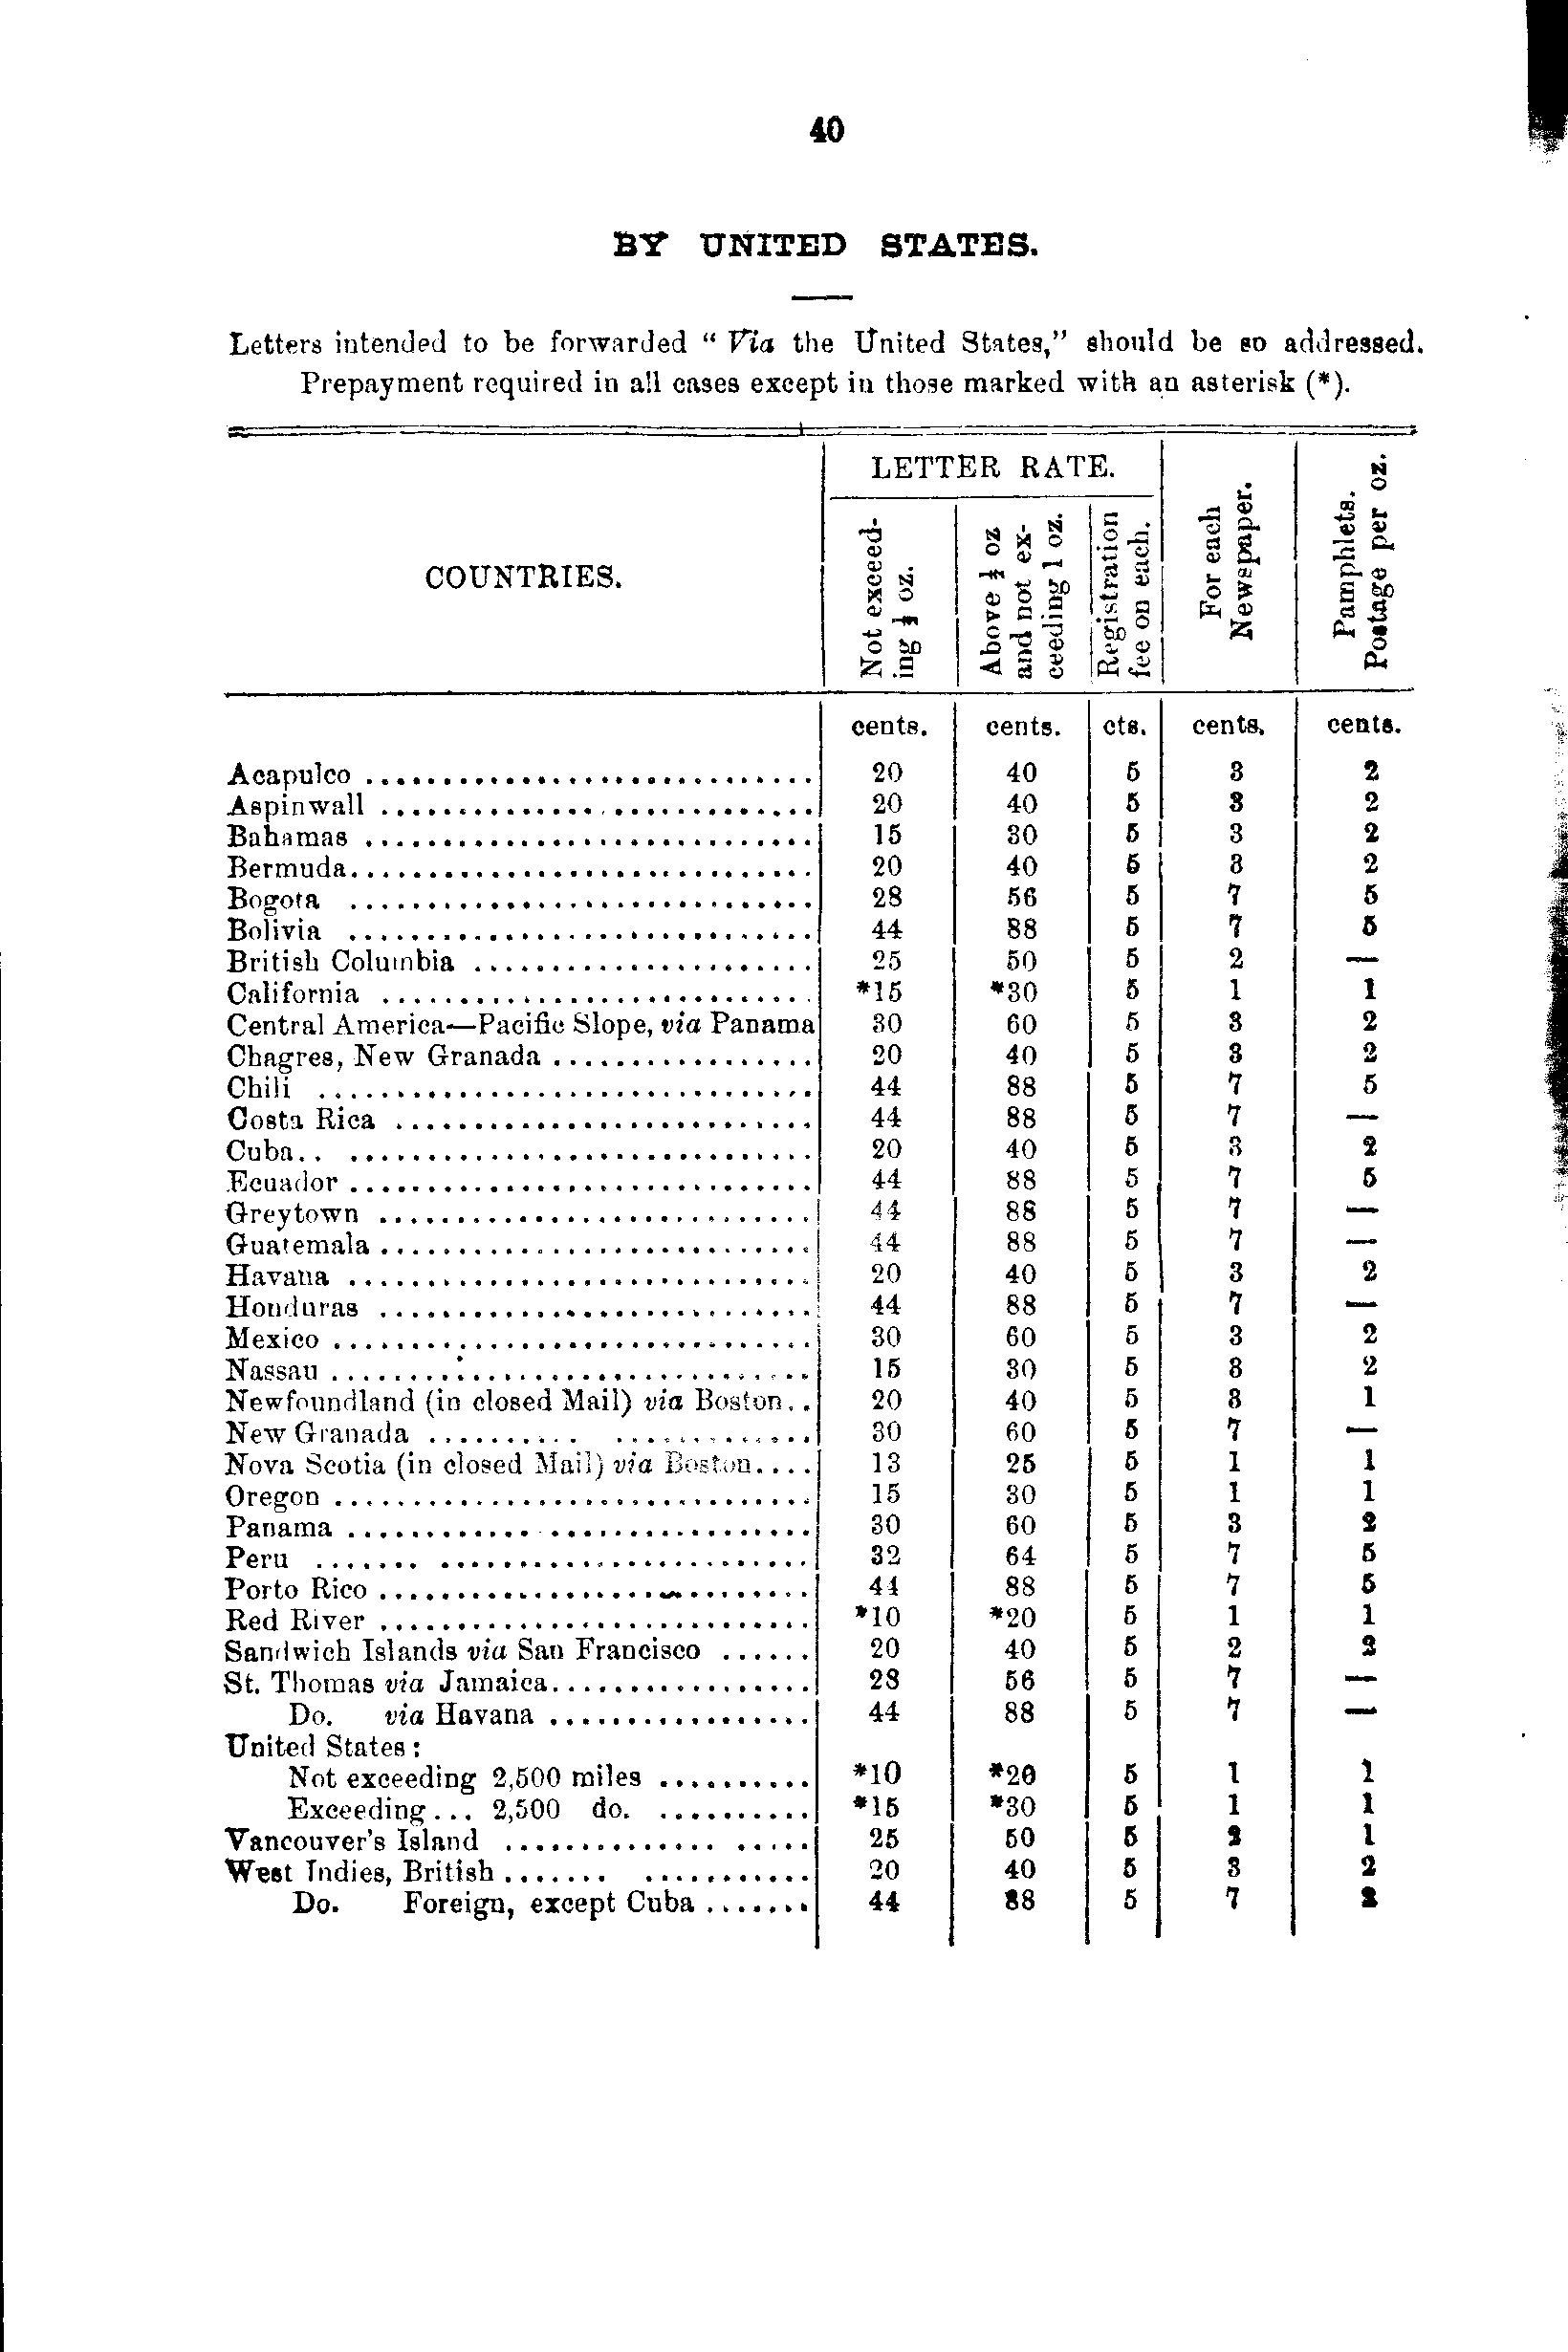 40
BY UNITED STATES.
Letters intended to be forwarded "Via the United States," should be so addressed.
Prepayment required in all cases except in those marked with an asterisk (*).
COUNTRIES.
LETTER RATE.
Not exceed-
ing ½ oz.
Above ½ oz
and not ex-
ceeding 1 oz.
Registration
fee on each.
For each
Newspaper.
Pamphlets.
Postage per oz.
cents. cents. cts. cents. cents.
Acapulco .............................. 20 40 5 3 2
Aspinwall ............................ 20 40 5 3 2
Bahamas ............................. 15 30 5 3 2
Bermuda.............................. 20 40 5 3 2
Bogota .............................. 28 56 5 7 5
Bolivia .............................. 44 88 5 7 5
British Columbia ...................... 25 50 5 2 —
California ............................ *15 *30 5 1 1
Central America—Pacific Slope, via Panama 30 60 5 3 2
Chagres, New Granada ................. 20 40 5 3 2
Chili ................................ 44 88 5 7 5
Costa Rica ........................... 44 88 5 7 —
Cuba.. .............................. 20 40 5 3 2
Ecuador .............................. 44 88 5 7 5
Greytown ............................ 44 88 5 7 —
Guatemala ............................ 44 88 5 7 —
Havana .............................. 20 40 5 3 2
Honduras ............................ 44 88 5 7 —
Mexico ............................... 30 60 5 3 2
Nassau ............................... 15 30 5 3 2
Newfoundland (in closed Mail) via Boston.. 20 40 5 3 1
New Granada .......... ............. 30 60 5 7 —
Nova Scotia (in closed Mail) via Boston.... 13 25 5 1 1
Oregon ............................... 15 30 5 1 1
Panama ............ ................. 30 60 5 3 2
Peru ....... ........................ 32 64 5 7 5
Porto Rico ............................ 44 88 5 7 5
Red River ............................ *10 *20 5 1 1
Sandwich Islands via San Francisco ...... 20 40 5 2 3
St. Thomas via Jamaica................. 28 56 5 7 —
Do. via Havana ................. 44 88 5 7 —
United States:
Not exceeding 2,500 miles .......... *10 *20 5 1 1
Exceeding... 2,500 do. .......... *15 *30 5 1 1
Vancouver's Island .............. ..... 25 50 5 2 1
West Indies, British ....... ........... 20 40 5 3 2
Do. Foreign, except Cuba ....... 44 88 5 7 2